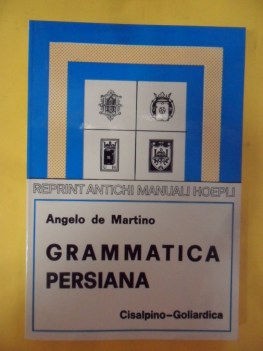 REPRINT ANTICHI MANUALI HOEPLI
Angelo de Martino
GRAMMATICA
PERSIANA
Cisalpino-Goliardica